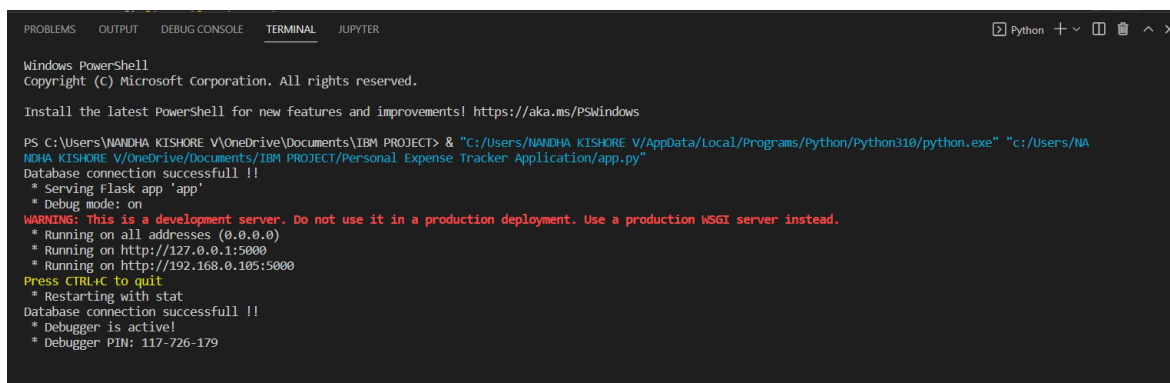 PROBLEMS OUTPUT DEBUG CONSOLE TERMINAL JUPYTER Python
Windows PowerShell
Copyright (C) Microsoft Corporation. All rights reserved.
Install the latest PowerShell for new features and improvements! https://aka.ms/PSWindows
PS C:\Users\NANDHA KISHORE V\OneDrive\Documents\IBM PROJECT> & "C:/Users/NANDHA KISHORE V/AppData/Local/Programs/Python/Python310/python.exe" "c:/Users/NA
NDHA KISHORE V/OneDrive/Documents/IBM PROJECT/Personal Expense Tracker Application/app.py"
Database connection successfull !!
* Serving Flask app 'app'
* Debug mode: on
WARNING: This is a development server. Do not use it in a production deployment. Use a production WSGI server instead.
* Running on all addresses (0.0.0.0)
* Running on http://127.0.0.1:5000
* Running on http://192.168.0.105:5000
Press CTRL+C to quit
* Restarting with stat
Database connection successfull !!
* Debugger is active!
* Debugger PIN: 117-726-179